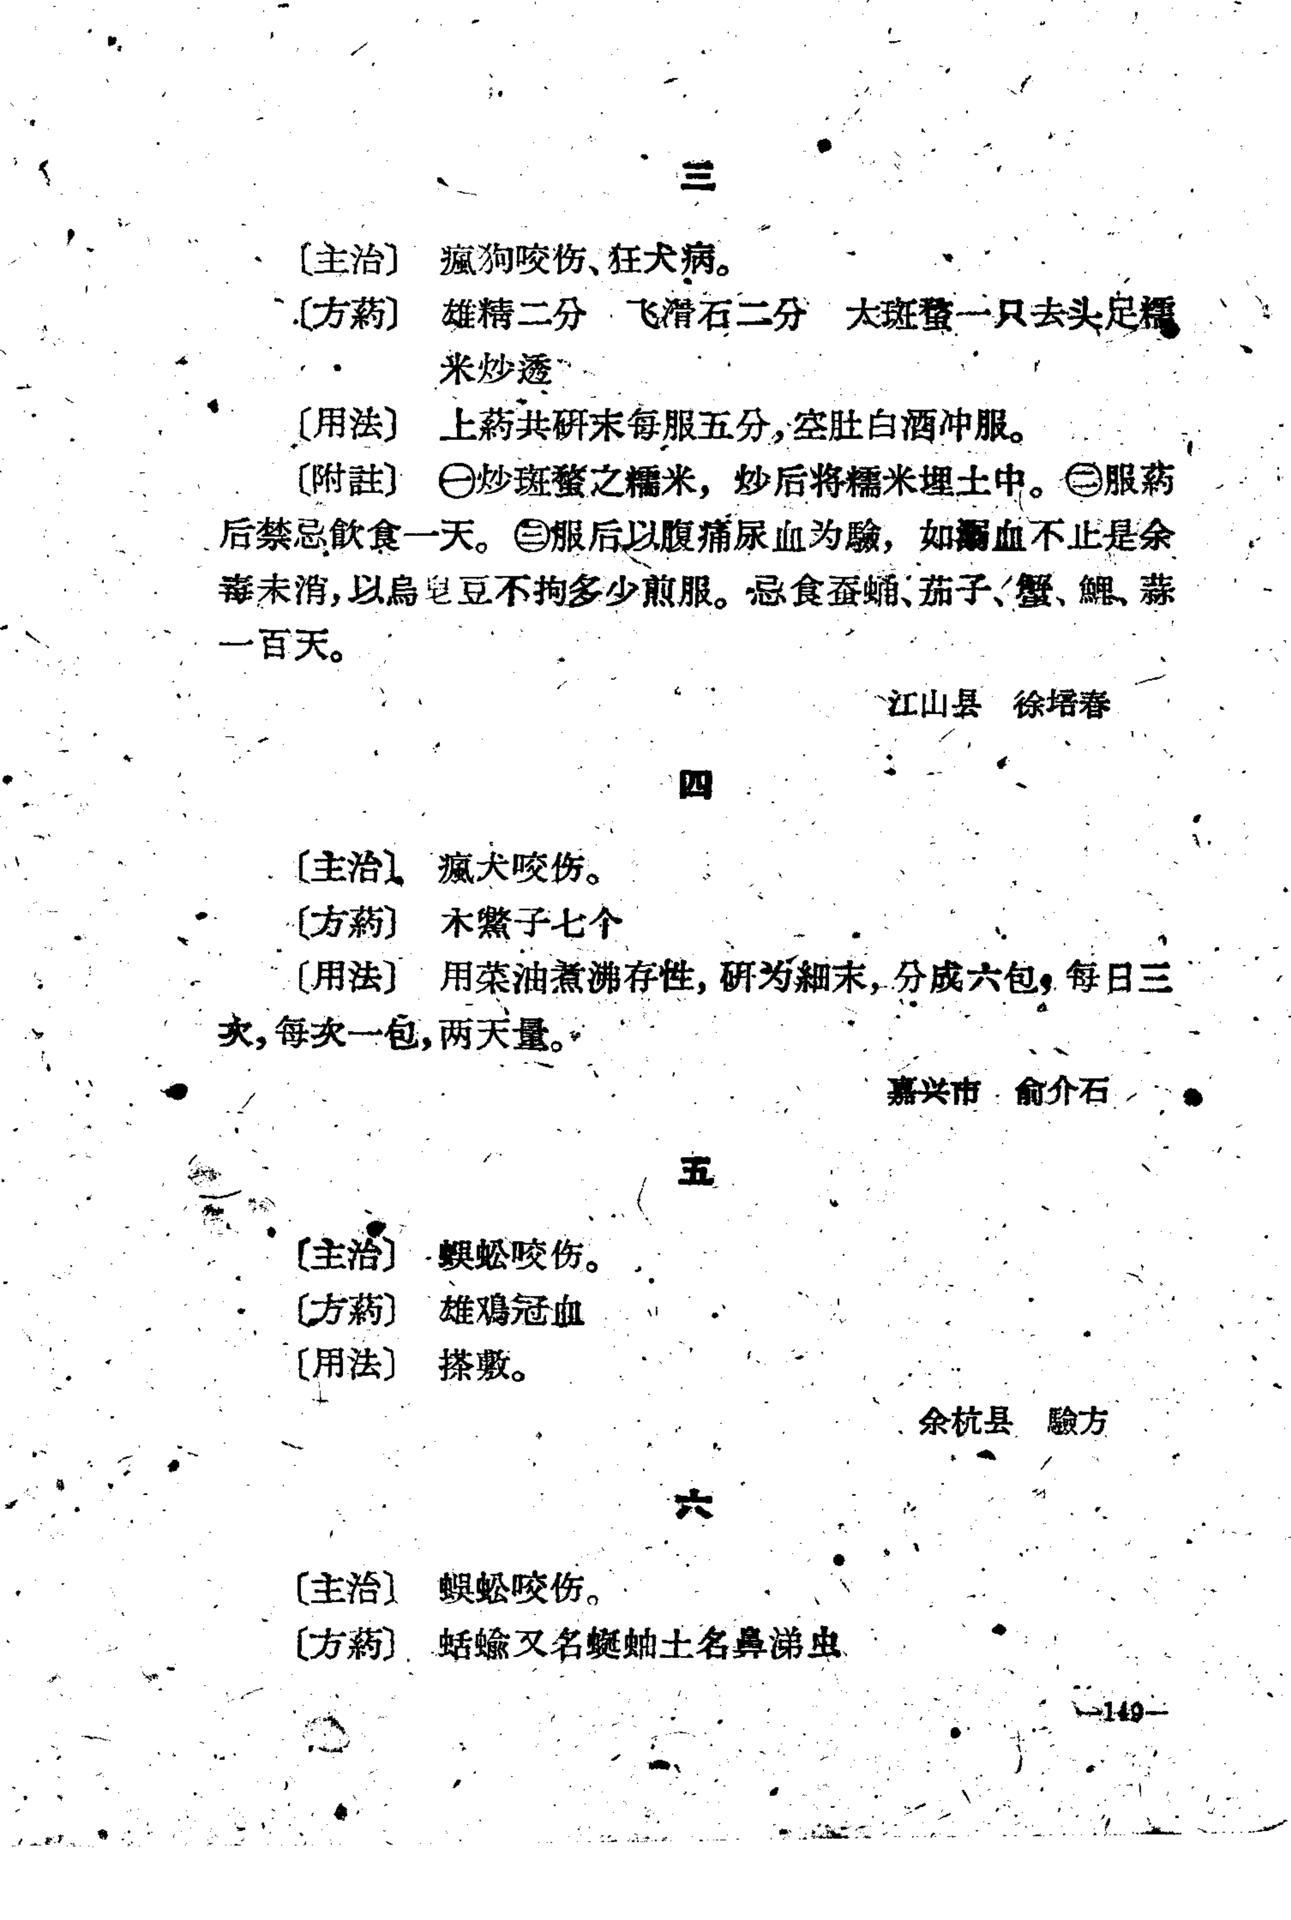 三
〔主治〕 瘋狗咬伤、狂犬病。
〔方葯〕 雄精二分 飞滑石二分 大斑蝥一只去头足糯
米炒透
〔用法〕 上葯共研末每服五分,空肚白酒冲服。
〔附註〕 ㊀炒斑蝥之糯米，炒后将糯米埋土中。㊁服葯
后禁忌飲食一天。㊂服后以腹痛尿血为驗，如溺血不止是余
毒未消,以烏皂豆不拘多少煎服。忌食蚕蛹、茄子、蟹、鯉、蒜
一百天。
江山县 徐培春
四
〔主治〕 瘋犬咬伤。
〔方葯〕 木鱉子七个
〔用法〕 用菜油煮沸存性,研为細末,分成六包,每日三
次,每次一包,两天量。
嘉兴市 俞介石
五
〔主治〕 蜈蚣咬伤。
〔方葯〕 雄鸡冠血
〔用法〕 搽敷。
余杭县 驗方
六
〔主治〕 蜈蚣咬伤。
〔方葯〕 蛞蝓又名蜒蚰土名鼻涕虫
—149—